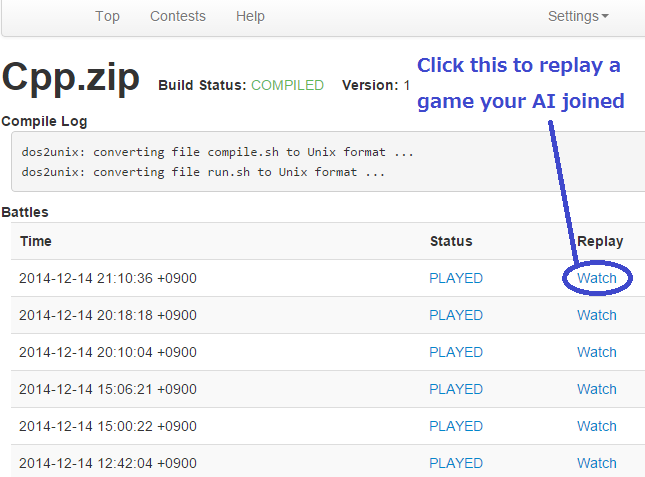 Top Contests Help Settings
Click this to replay a
game your AI joined
Cpp.zip Build Status: COMPILED Version: 1
Compile Log
dos2unix: converting file compile.sh to Unix format ...
dos2unix: converting file run.sh to Unix format ...
Battles
Time Status Replay
2014-12-14 21:10:36 +0900 PLAYED Watch
2014-12-14 20:18:18 +0900 PLAYED Watch
2014-12-14 20:10:04 +0900 PLAYED Watch
2014-12-14 15:06:21 +0900 PLAYED Watch
2014-12-14 15:00:22 +0900 PLAYED Watch
2014-12-14 12:42:04 +0900 PLAYED Watch